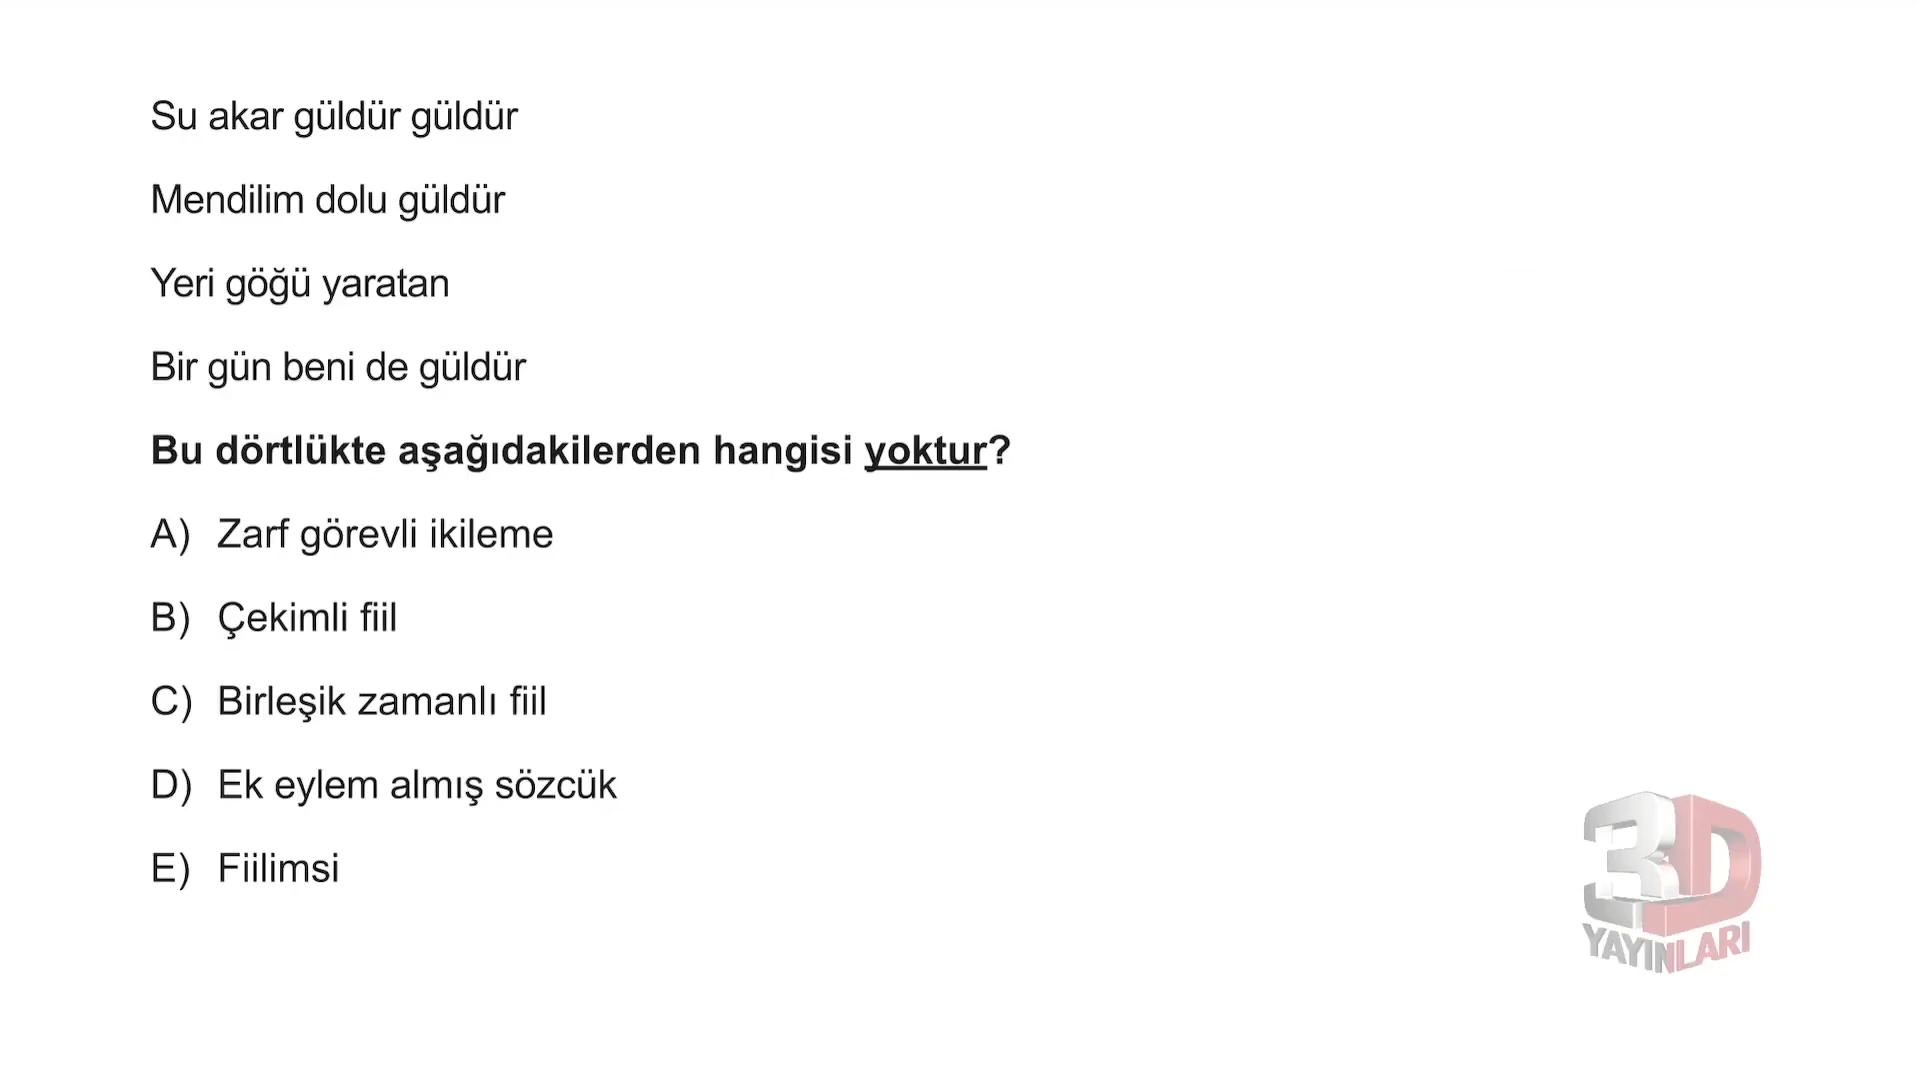 Su akar güldür güldür
Mendilim dolu güldür
Yeri göğü yaratan
Bir gün beni de güldür
Bu dörtlükte aşağıdakilerden hangisi yoktur?
A) Zarf görevli ikileme
B) Çekimli fiil
C) Birleşik zamanlı fiil
D) Ek eylem almış sözcük
E) Fiilimsi
3D
YAYINLARI